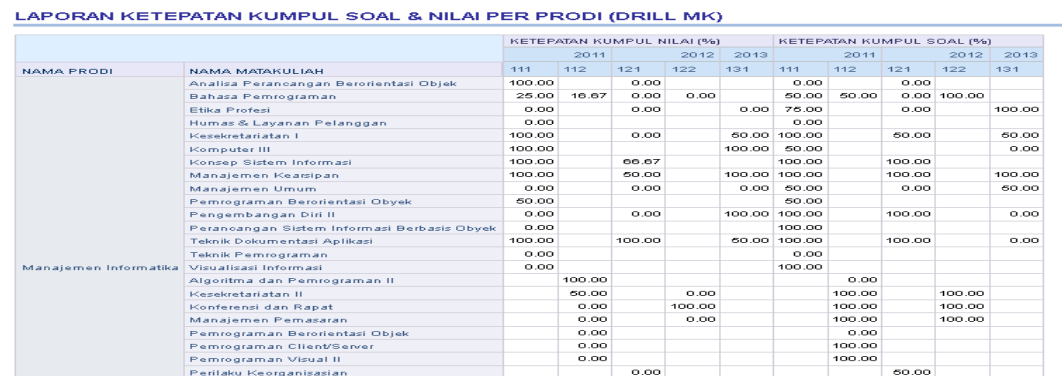 LAPORAN KETEPATAN KUMPUL SOAL & NILAI PER PRODI (DRILL MK)
KETEPATAN KUMPUL NILAI (%) KETEPATAN KUMPUL SOAL (%)
2011 2012 2013 2011 2012 2013
NAMA PRODI NAMA MATAKULIAH 111 112 121 122 131 111 112 121 122 131
Analisa Perancangan Berorientasi Objek 100.00 0.00 0.00 0.00
Bahasa Pemrograman 25.00 16.67 0.00 0.00 50.00 50.00 0.00 100.00
Etika Profesi 0.00 0.00 0.00 75.00 0.00 100.00
Humas & Layanan Pelanggan 0.00 0.00
Kesekretariatan I 100.00 0.00 50.00 100.00 50.00 50.00
Komputer III 100.00 100.00 50.00 0.00
Konsep Sistem Informasi 100.00 66.67 100.00 100.00
Manajemen Kearsipan 100.00 50.00 100.00 100.00 100.00 100.00
Manajemen Umum 0.00 0.00 0.00 50.00 0.00 50.00
Pemrograman Berorientasi Obyek 50.00 50.00
Pengembangan Diri II 0.00 0.00 100.00 100.00 100.00 0.00
Perancangan Sistem Informasi Berbasis Obyek 0.00 100.00
Teknik Dokumentasi Aplikasi 100.00 100.00 50.00 100.00 100.00 0.00
Teknik Pemrograman 0.00 0.00
Manajemen Informatika Visualisasi Informasi 0.00 100.00
Algoritma dan Pemrograman II 100.00 0.00
Kesekretariatan II 50.00 0.00 100.00 100.00
Konferensi dan Rapat 0.00 100.00 100.00 100.00
Manajemen Pemasaran 0.00 0.00 100.00 100.00
Pemrograman Berorientasi Objek 0.00 0.00
Pemrograman Client/Server 0.00 100.00
Pemrograman Visual II 0.00 100.00
Perilaku Keorganisasian 0.00 50.00